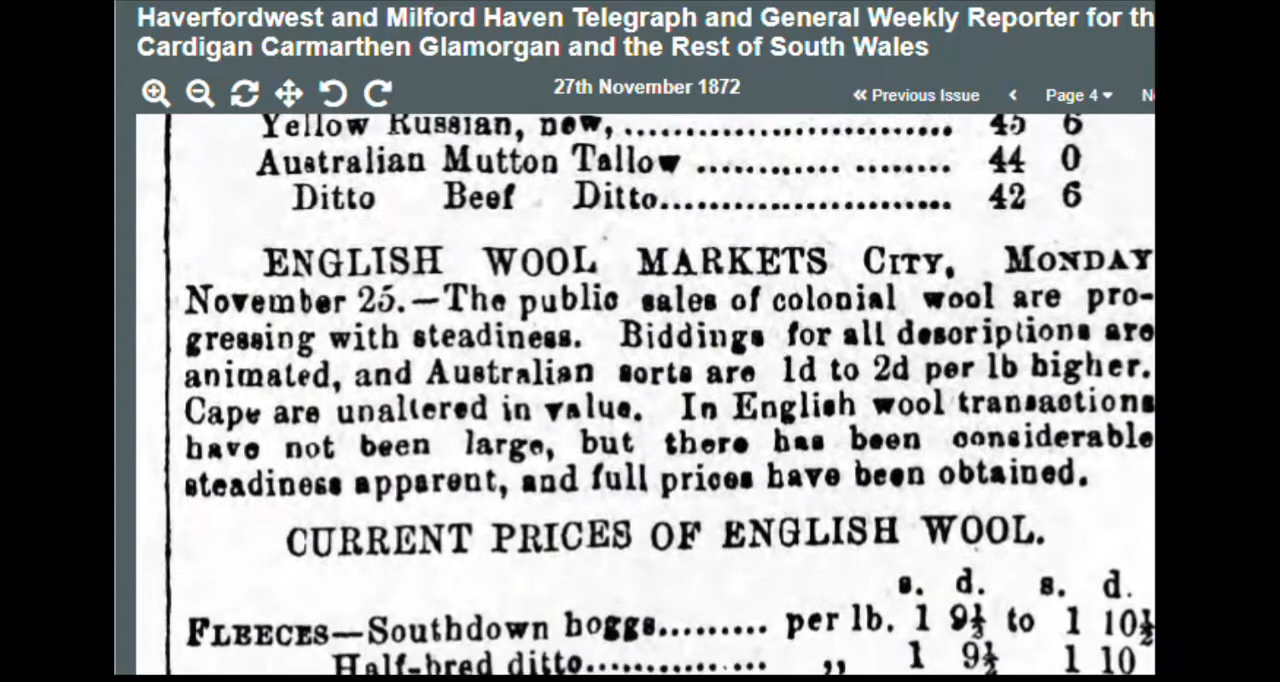 Haverfordwest and Milford Haven Telegraph and General Weekly Reporter for th
Cardigan Carmarthen Glamorgan and the Rest of South Wales
27th November 1872
Previous Issue
Page 4
Yellow Russian, new, .............................. 45 6
Australian Mutton Tallow ............ ......... 44 0
Ditto Beef Ditto............................ 42 6
ENGLISH WOOL MARKETS CITY, MONDAY
November 25.—The public sales of colonial wool are pro-
gressing with steadiness. Biddings for all descriptions are
animated, and Australian sorts are 1d to 2d per lb higher.
Cape are unaltered in value. In English wool transactions
have not been large, but there has been considerable
steadiness apparent, and full prices have been obtained.
CURRENT PRICES OF ENGLISH WOOL.
s. d. s. d.
FLEECES—Southdown hoggs.......... per lb. 1 9½ to 1 10½
Half-bred ditto................ ,, 1 9½ 1 10